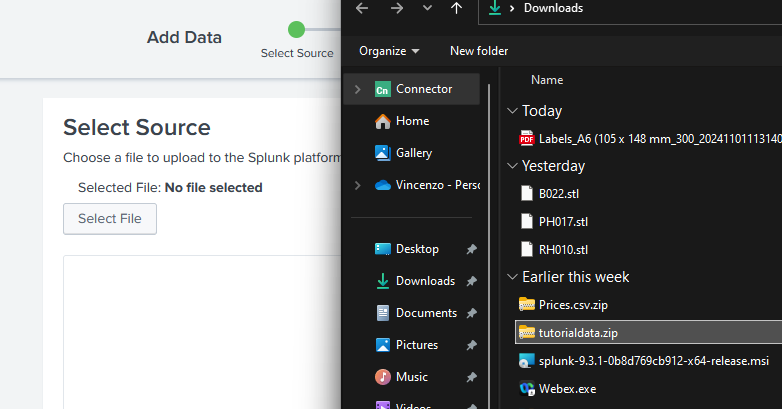 Add Data
Select Source
Select Source
Choose a file to upload to the Splunk platform
Selected File: No file selected
Select File
Downloads
Organize
New folder
Cn Connector
Home
Gallery
Vincenzo - Perso
Desktop
Downloads
Documents
Pictures
Music
Videos
Name
Today
PDF Labels_A6 (105 x 148 mm_300_20241101113140
Yesterday
B022.stl
PH017.stl
RH010.stl
Earlier this week
Prices.csv.zip
tutorialdata.zip
splunk-9.3.1-0b8d769cb912-x64-release.msi
Webex.exe